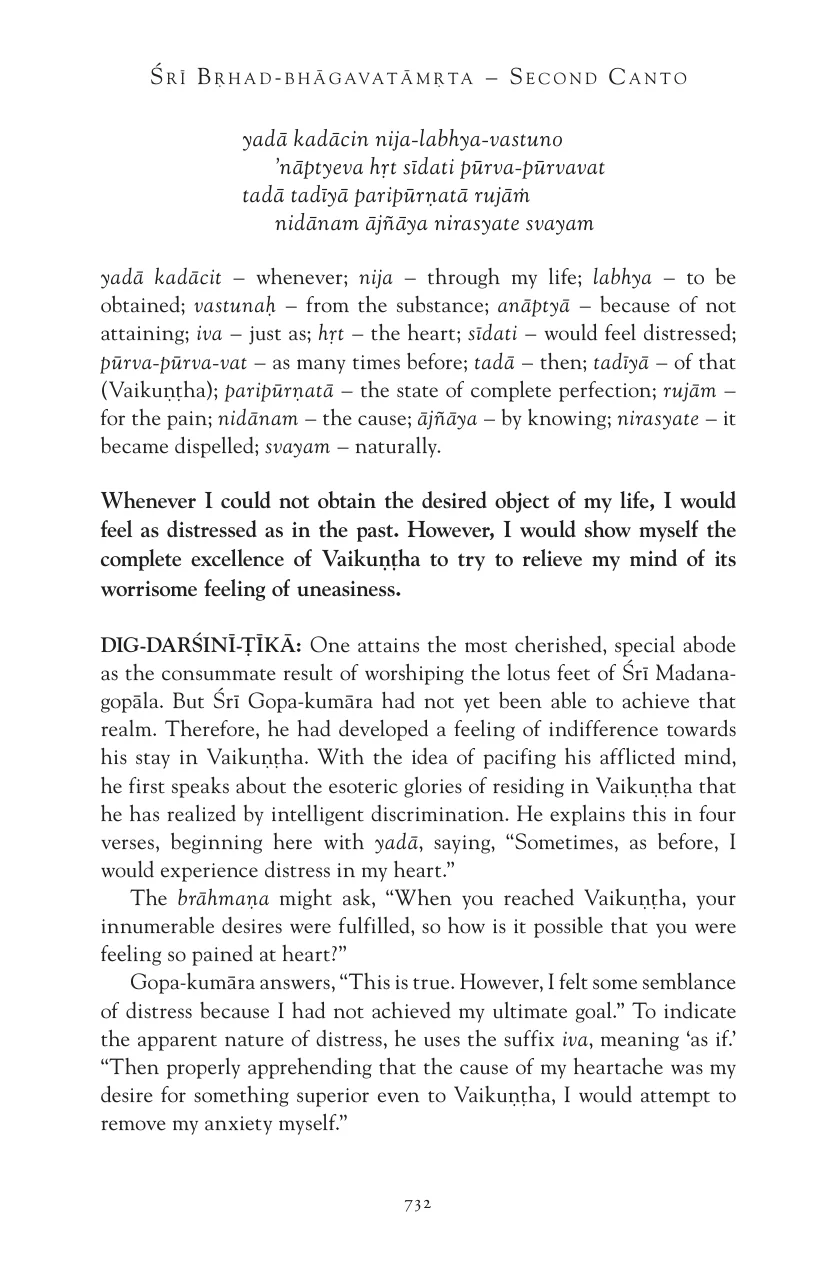 Śrī Bṛhad-bhāgavatāmṛta – Second Canto
yadā kadācin nija-labhya-vastuno
’nāptyeva hṛt sīdati pūrva-pūrvavat
tadā tadīyā paripūrṇatā rujāṁ
nidānam ājñāya nirasyate svayam
yadā kadācit – whenever; nija – through my life; labhya – to be
obtained; vastunaḥ – from the substance; anāptyā – because of not
attaining; iva – just as; hṛt – the heart; sīdati – would feel distressed;
pūrva-pūrva-vat – as many times before; tadā – then; tadīyā – of that
(Vaikuṇṭha); paripūrṇatā – the state of complete perfection; rujām –
for the pain; nidānam – the cause; ājñāya – by knowing; nirasyate – it
became dispelled; svayam – naturally.
Whenever I could not obtain the desired object of my life, I would
feel as distressed as in the past. However, I would show myself the
complete excellence of Vaikuṇṭha to try to relieve my mind of its
worrisome feeling of uneasiness.
DIG-DARŚINĪ-ṬĪKĀ: One attains the most cherished, special abode
as the consummate result of worshiping the lotus feet of Śrī Madana-
gopāla. But Śrī Gopa-kumāra had not yet been able to achieve that
realm. Therefore, he had developed a feeling of indifference towards
his stay in Vaikuṇṭha. With the idea of pacifing his afflicted mind,
he first speaks about the esoteric glories of residing in Vaikuṇṭha that
he has realized by intelligent discrimination. He explains this in four
verses, beginning here with yadā, saying, “Sometimes, as before, I
would experience distress in my heart.”
The brāhmaṇa might ask, “When you reached Vaikuṇṭha, your
innumerable desires were fulfilled, so how is it possible that you were
feeling so pained at heart?”
Gopa-kumāra answers, “This is true. However, I felt some semblance
of distress because I had not achieved my ultimate goal.” To indicate
the apparent nature of distress, he uses the suffix iva, meaning ‘as if.’
“Then properly apprehending that the cause of my heartache was my
desire for something superior even to Vaikuṇṭha, I would attempt to
remove my anxiety myself.”
732